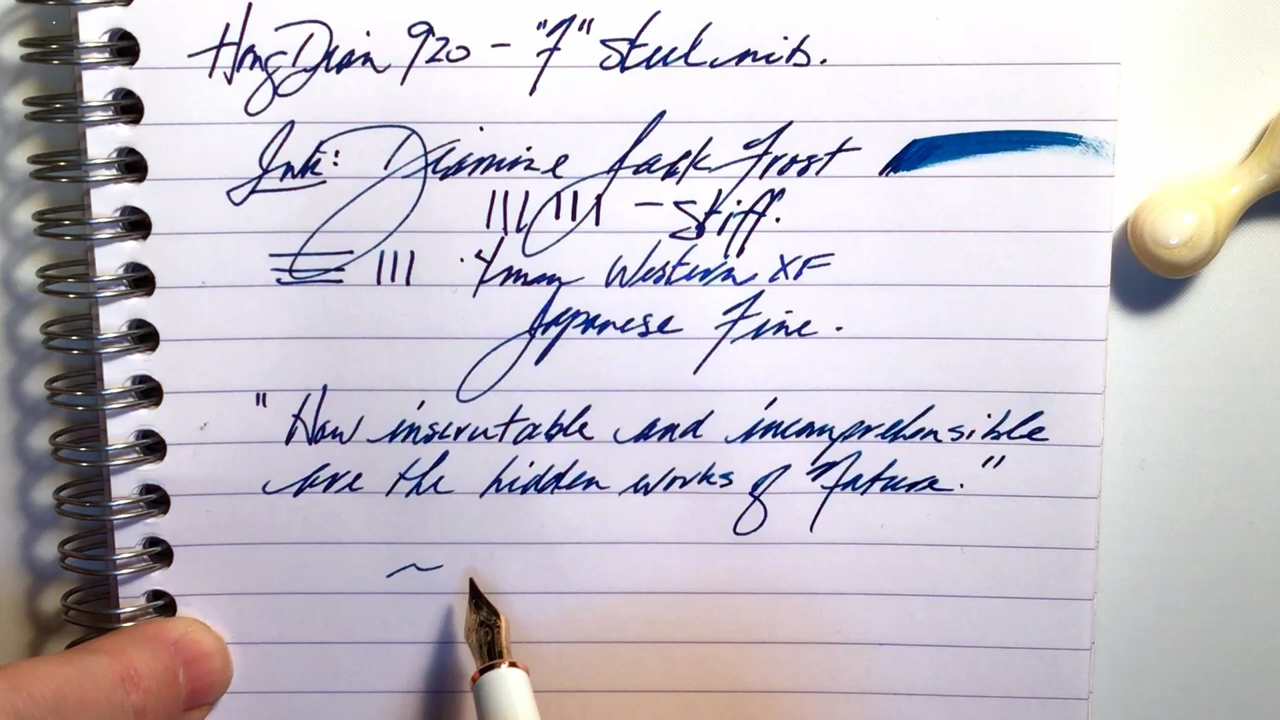 HongDian 920 - "F" Steel nib.
Ink: Diamine Jack Frost
- Stiff.
.4mm Western XF
Japanese Fine.
"How inscrutable and incomprehensible
are the hidden works of Nature."
~